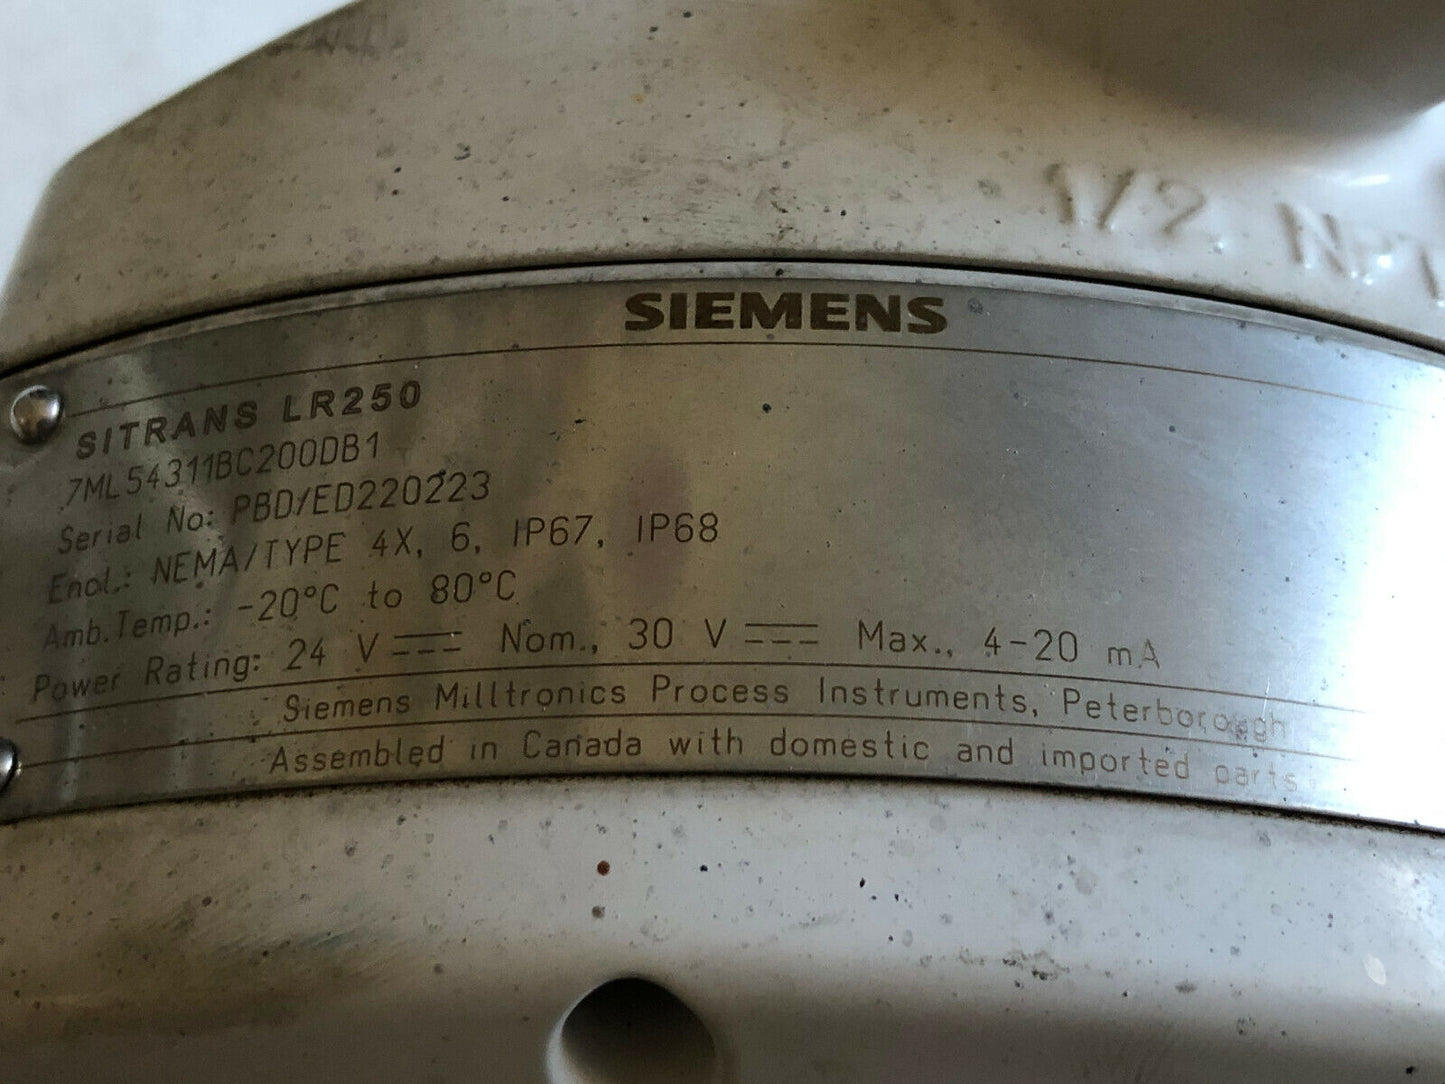 1/2 NPT
SIEMENS
SITRANS LR250
7ML54311BC200DB1
Serial No: PBD/ED220223
Encl.: NEMA/TYPE 4X, 6, IP67, IP68
Amb.Temp.: -20°C to 80°C
Power Rating: 24 V ⎓ Nom., 30 V ⎓ Max., 4-20 mA
Siemens Milltronics Process Instruments, Peterborough
Assembled in Canada with domestic and imported parts